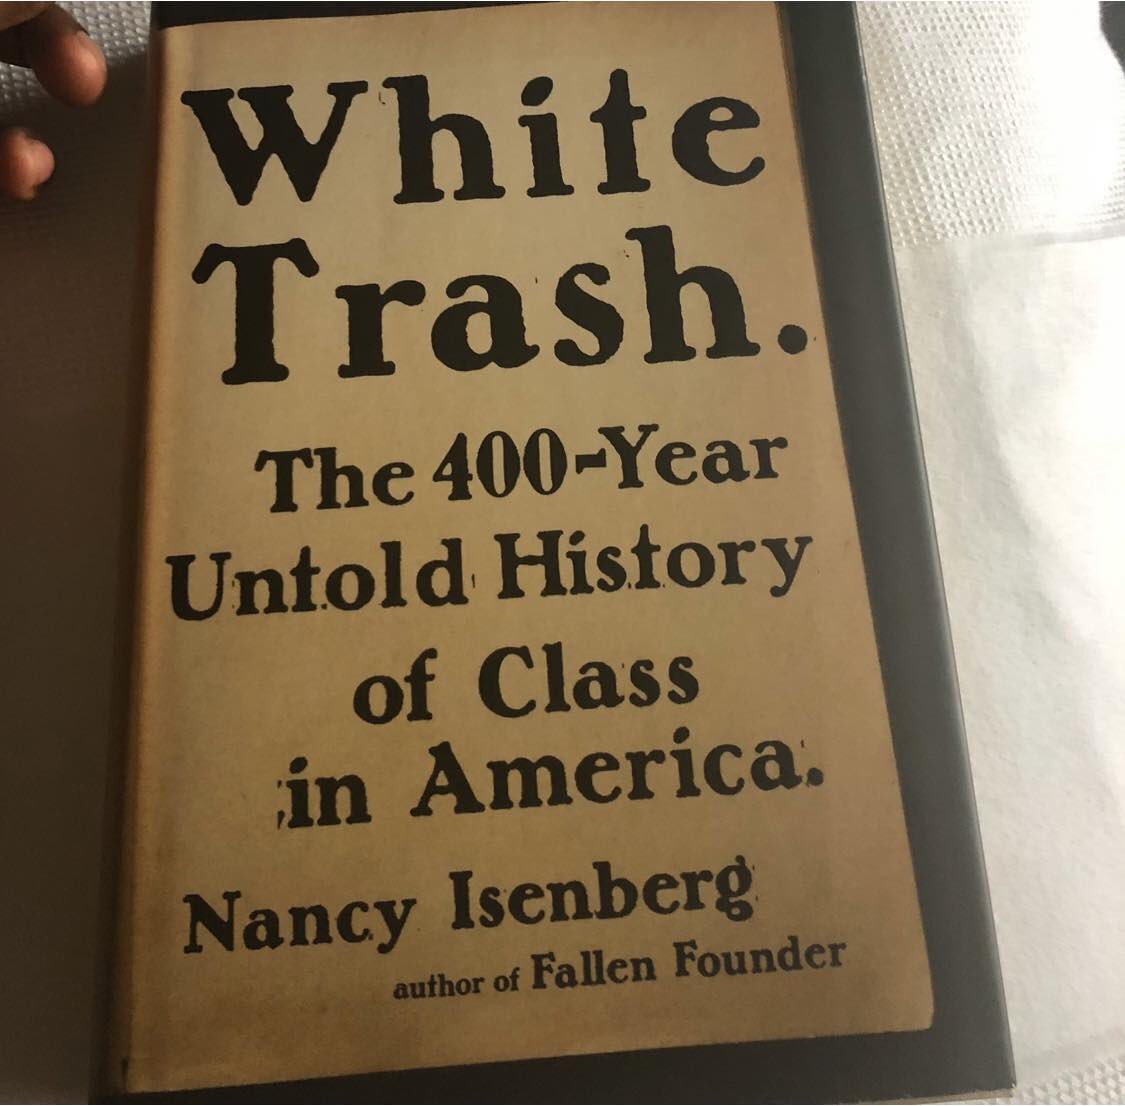 White
Trash.
The 400-Year
Untold History
of Class
in America.
Nancy Isenberg
author of Fallen Founder